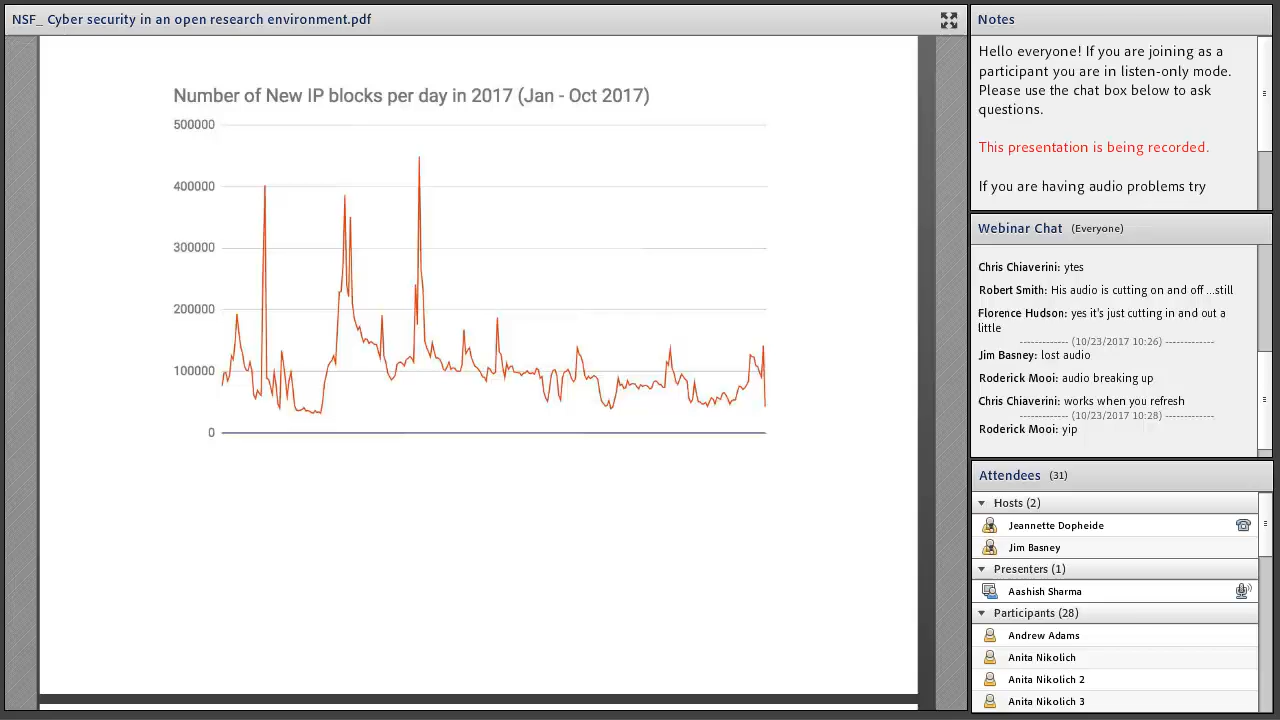 NSF_ Cyber security in an open research environment.pdf
Number of New IP blocks per day in 2017 (Jan - Oct 2017)
500000
400000
300000
200000
100000
0
Notes
Hello everyone! If you are joining as a
participant you are in listen-only mode.
Please use the chat box below to ask
questions.
This presentation is being recorded.
If you are having audio problems try
Webinar Chat (Everyone)
Chris Chiaverini: ytes
Robert Smith: His audio is cutting on and off ...still
Florence Hudson: yes it's just cutting in and out a
little
------------- (10/23/2017 10:26) -------------
Jim Basney: lost audio
Roderick Mooi: audio breaking up
Chris Chiaverini: works when you refresh
------------- (10/23/2017 10:28) -------------
Roderick Mooi: yip
Attendees (31)
Hosts (2)
Jeannette Dopheide
Jim Basney
Presenters (1)
Aashish Sharma
Participants (28)
Andrew Adams
Anita Nikolich
Anita Nikolich 2
Anita Nikolich 3